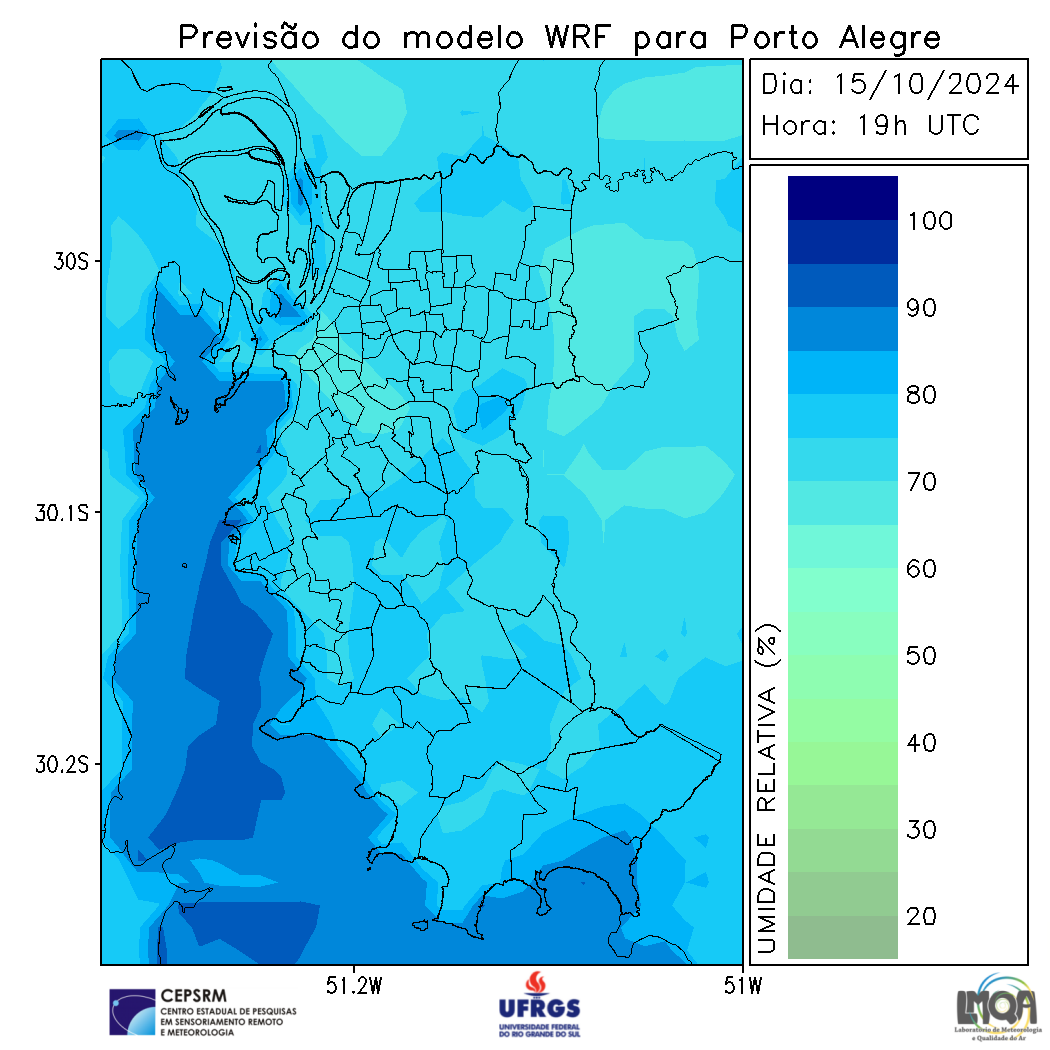 Previsão do modelo WRF para Porto Alegre
Dia: 15/10/2024
Hora: 19h UTC
30S
30.1S
30.2S
51.2W
51W
UMIDADE RELATIVA (%)
100
90
80
70
60
50
40
30
20
CEPSRM
CENTRO ESTADUAL DE PESQUISAS
EM SENSORIAMENTO REMOTO
E METEOROLOGIA
UFRGS
UNIVERSIDADE FEDERAL
DO RIO GRANDE DO SUL
LMQA
Laboratório de Meteorologia
e Qualidade do Ar